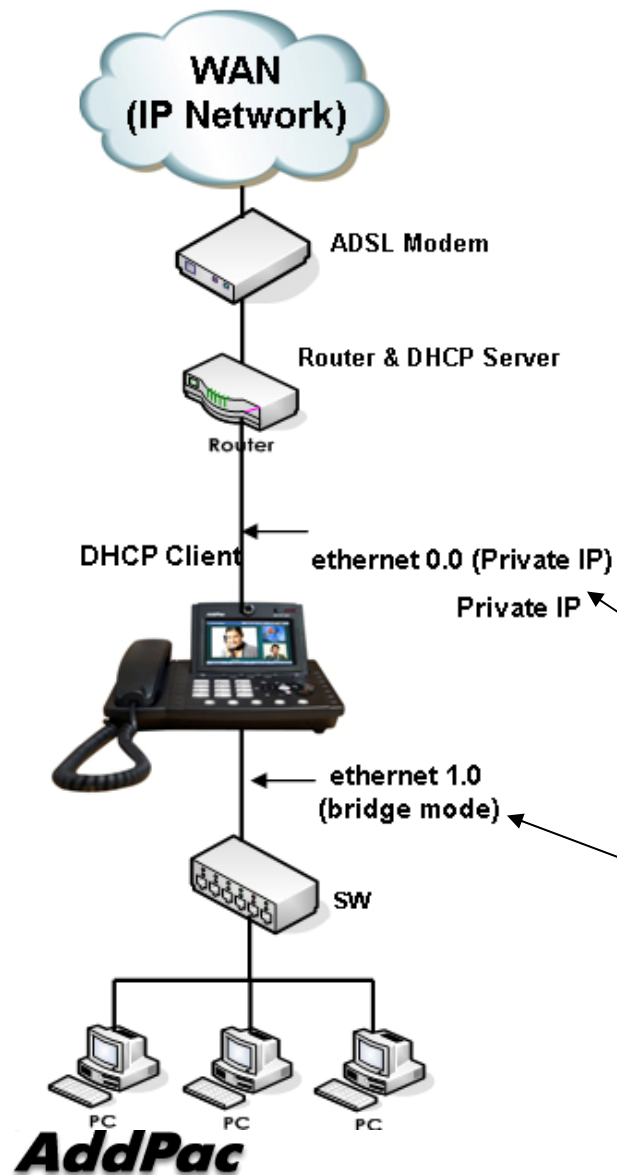 WAN
(IP Network)
ADSL Modem
Router & DHCP Server
Router
DHCP Client
ethernet 0.0 (Private IP)
Private IP
ethernet 1.0
(bridge mode)
SW
PC
PC
PC
AddPac